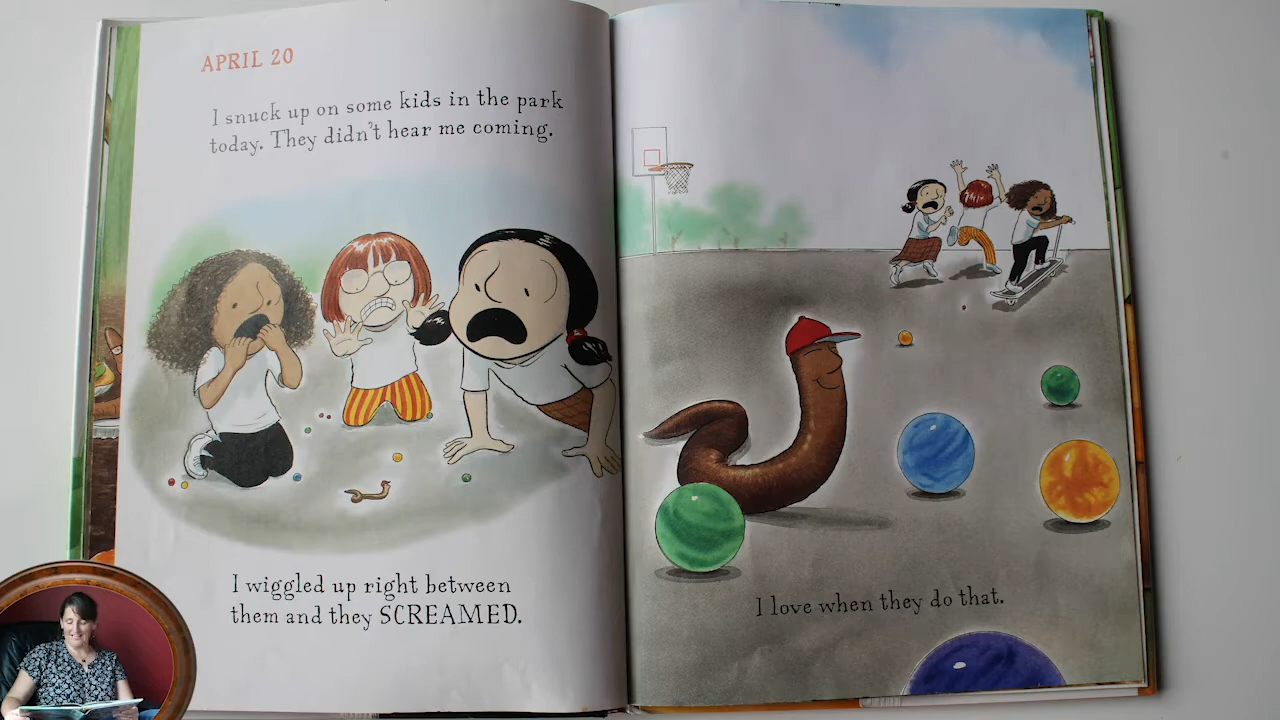 APRIL 20
I snuck up on some kids in the park
today. They didn't hear me coming.
I wiggled up right between
them and they SCREAMED.
I love when they do that.